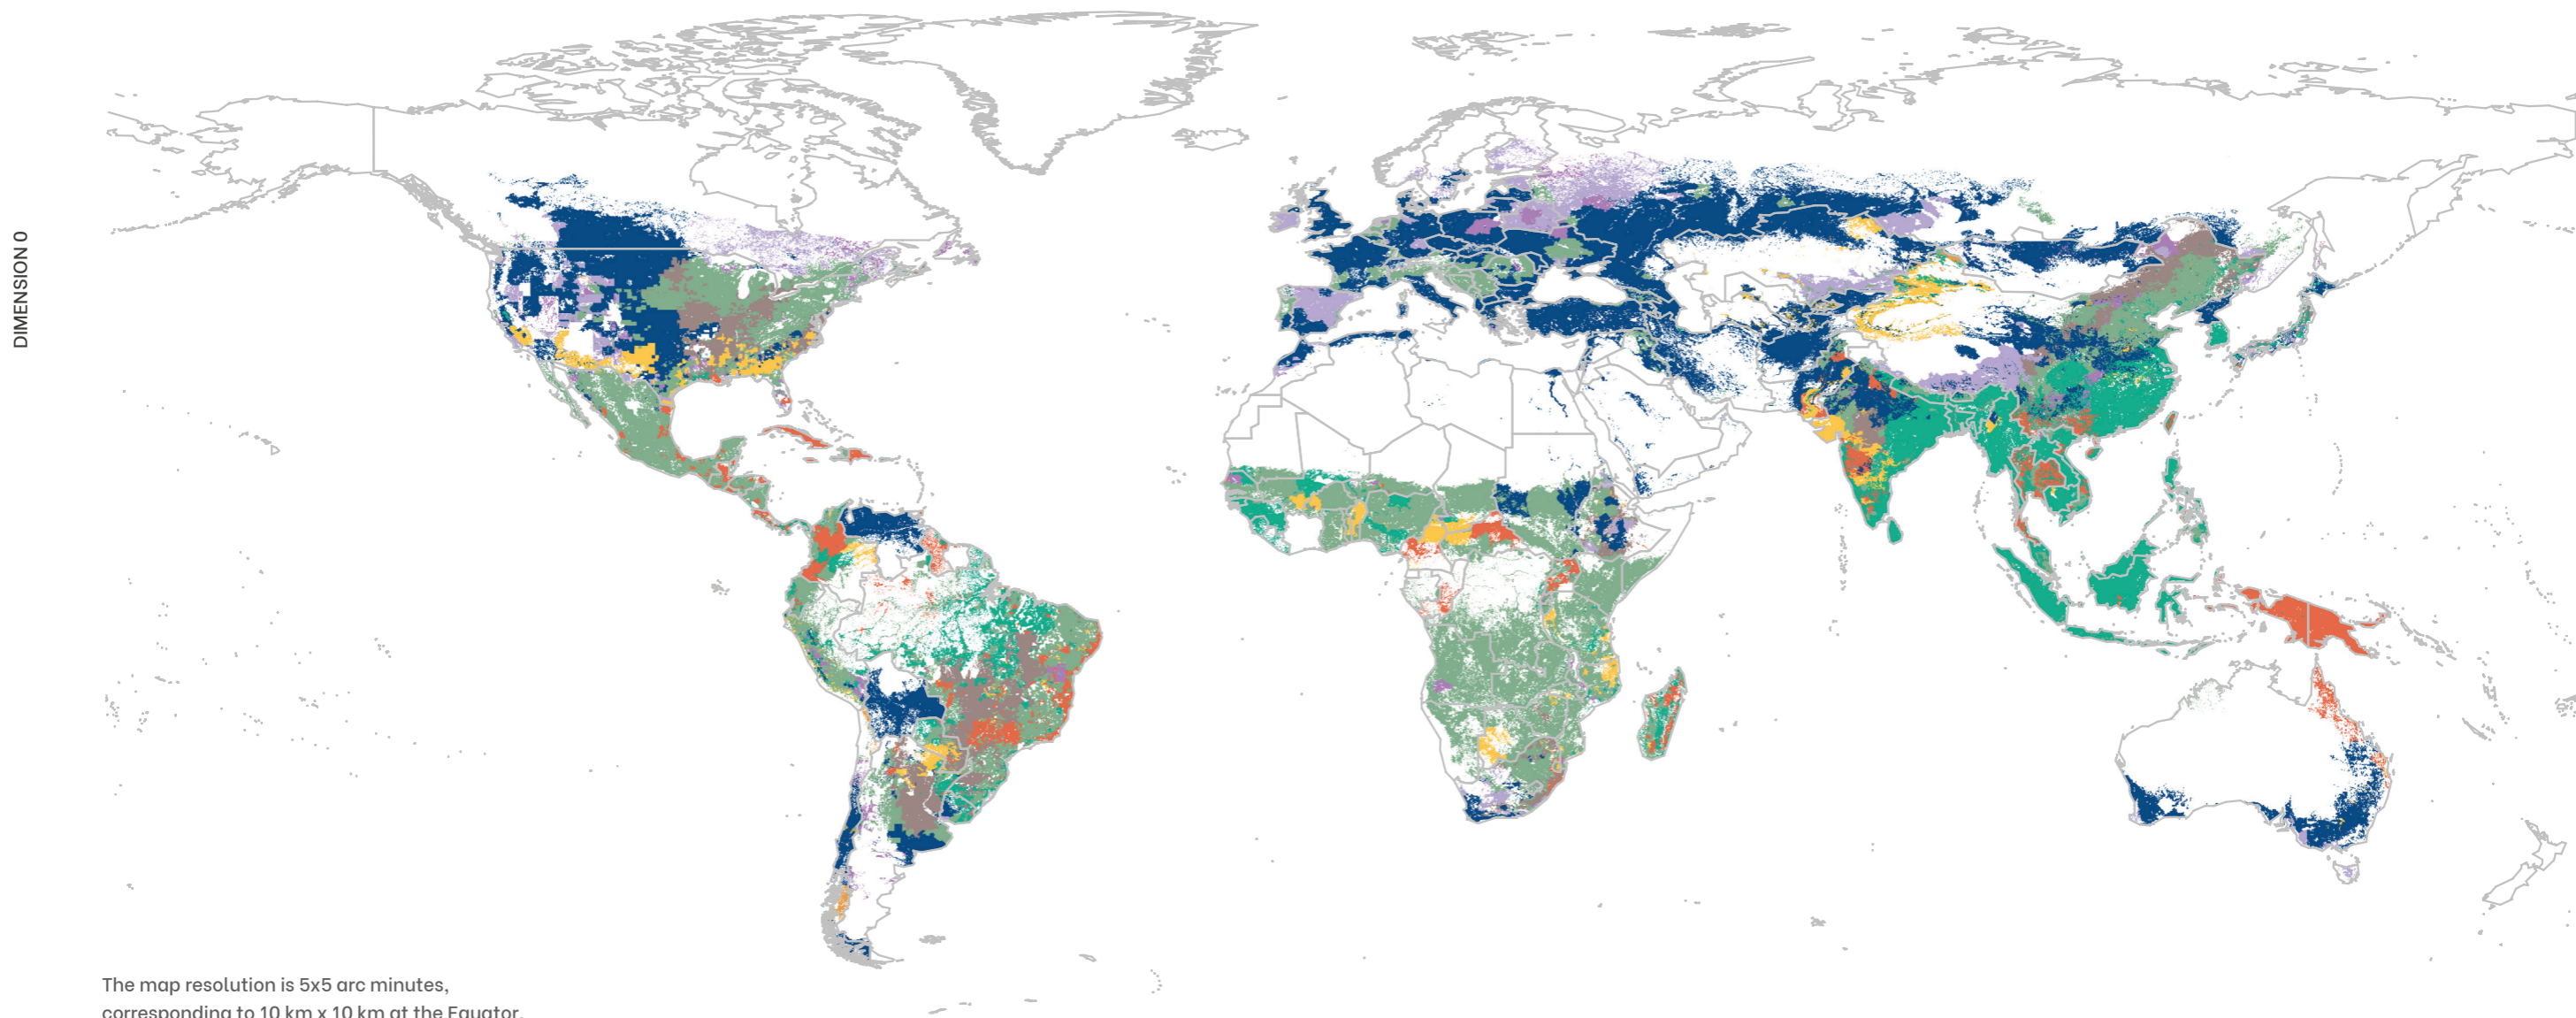 DIMENSION 0
The map resolution is 5x5 arc minutes,
corresponding to 10 km x 10 km at the Equator.